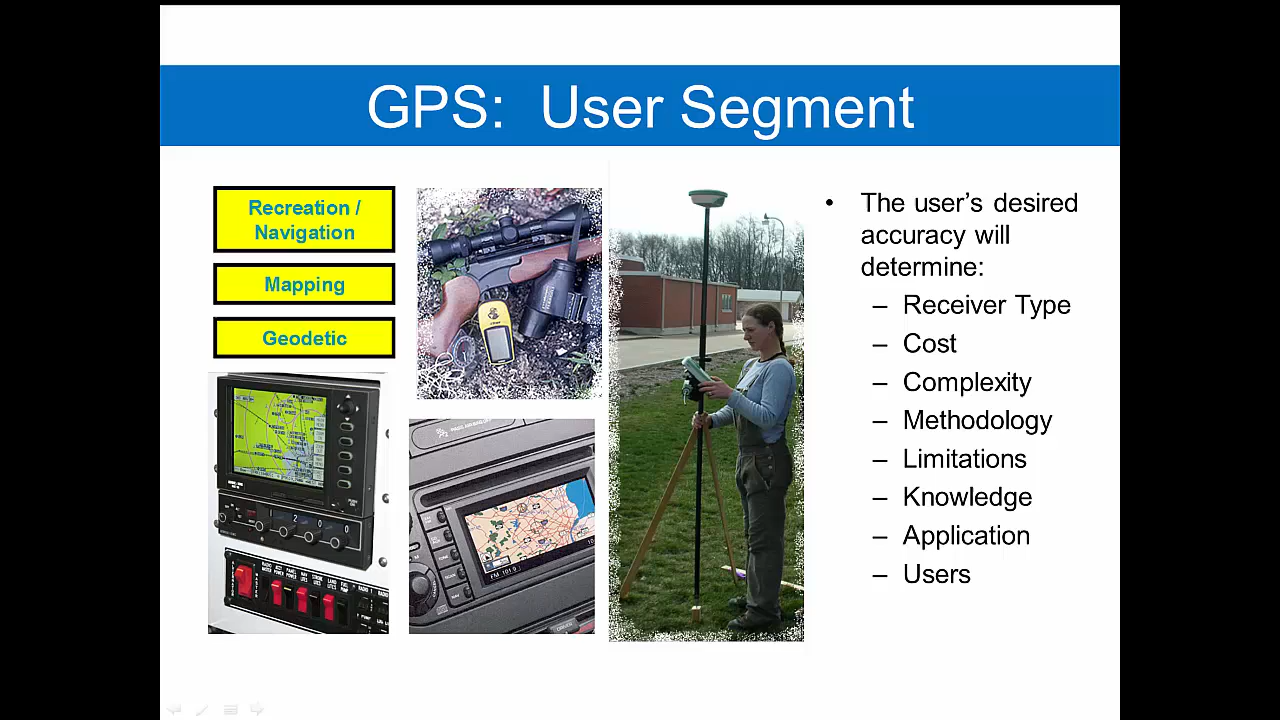 GPS:  User Segment
Recreation /
Navigation
Mapping
Geodetic
• The user's desired
accuracy will
determine:
– Receiver Type
– Cost
– Complexity
– Methodology
– Limitations
– Knowledge
– Application
– Users